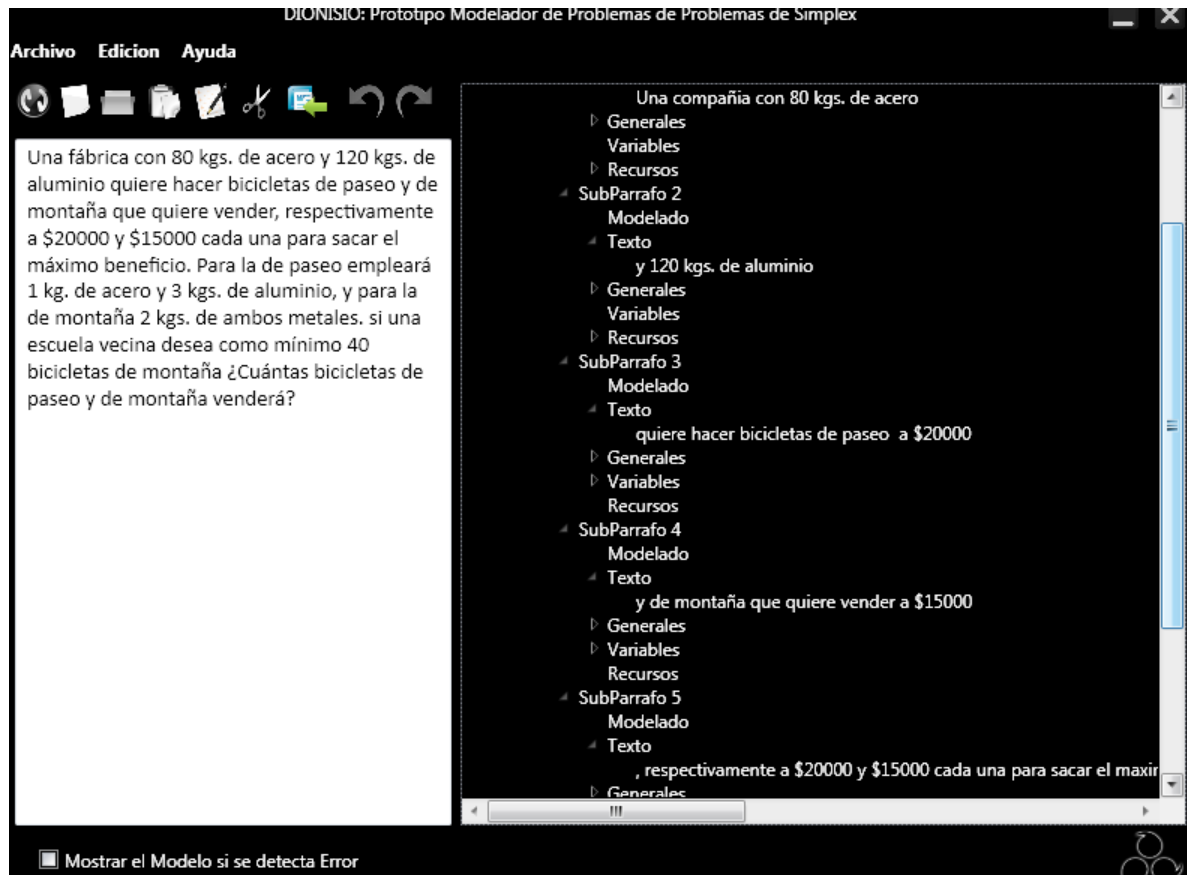 DIONISIO: Prototipo Modelador de Problemas de Problemas de Simplex
Archivo Edicion Ayuda
Una fábrica con 80 kgs. de acero y 120 kgs. de
aluminio quiere hacer bicicletas de paseo y de
montaña que quiere vender, respectivamente
a $20000 y $15000 cada una para sacar el
máximo beneficio. Para la de paseo empleará
1 kg. de acero y 3 kgs. de aluminio, y para la
de montaña 2 kgs. de ambos metales. si una
escuela vecina desea como mínimo 40
bicicletas de montaña ¿Cuántas bicicletas de
paseo y de montaña venderá?
Una compañia con 80 kgs. de acero
Generales
Variables
Recursos
SubParrafo 2
Modelado
Texto
y 120 kgs. de aluminio
Generales
Variables
Recursos
SubParrafo 3
Modelado
Texto
quiere hacer bicicletas de paseo a $20000
Generales
Variables
Recursos
SubParrafo 4
Modelado
Texto
y de montaña que quiere vender a $15000
Generales
Variables
Recursos
SubParrafo 5
Modelado
Texto
, respectivamente a $20000 y $15000 cada una para sacar el maxir
Generales
Mostrar el Modelo si se detecta Error